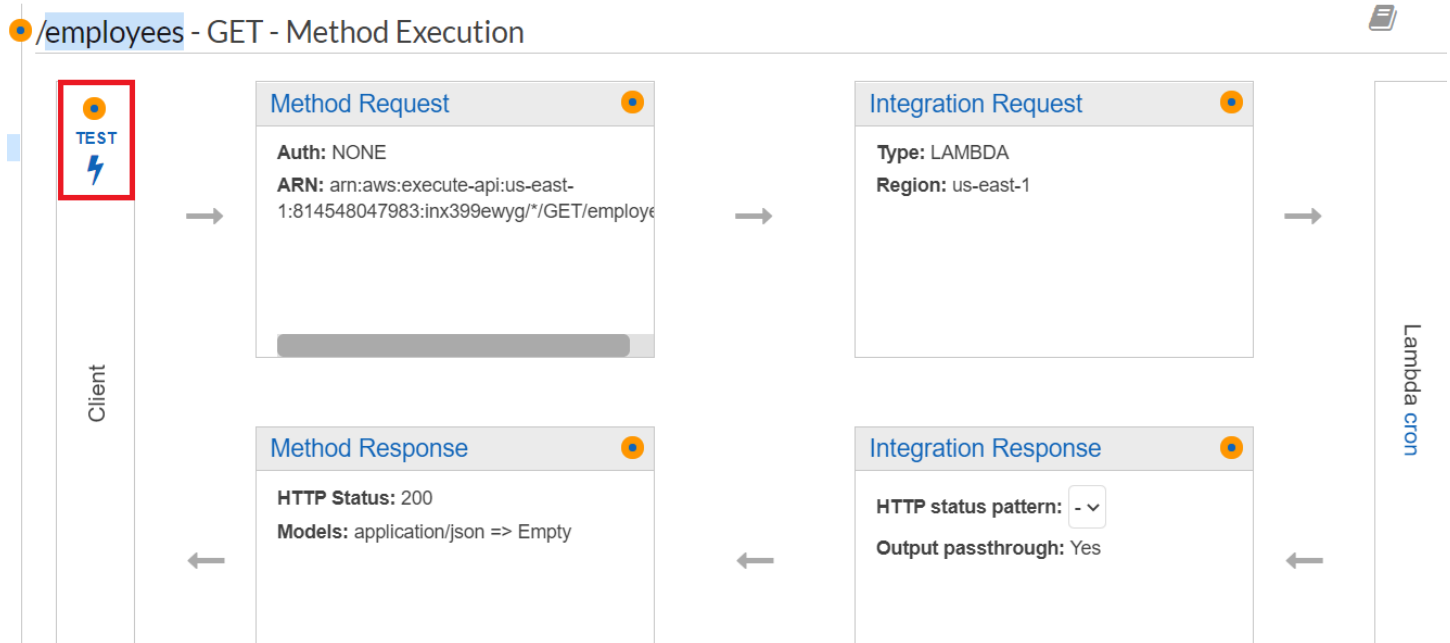 /employees - GET - Method Execution
TEST
Client
Method Request
Auth: NONE
ARN: arn:aws:execute-api:us-east-
1:814548047983:inx399ewyg/*/GET/employe
Integration Request
Type: LAMBDA
Region: us-east-1
Lambda cron
Method Response
HTTP Status: 200
Models: application/json => Empty
Integration Response
HTTP status pattern: -
Output passthrough: Yes